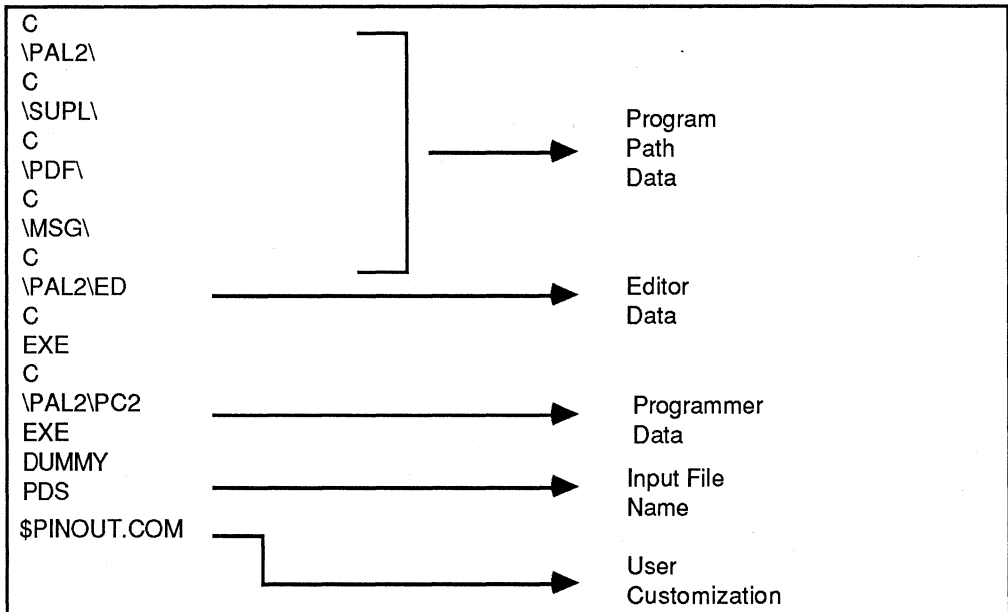 C
\PAL2\
C
\SUPL\
C
\PDF\
C
\MSG\
C
\PAL2\ED
C
EXE
C
\PAL2\PC2
EXE
DUMMY
PDS
$PINOUT.COM
Program
Path
Data
Editor
Data
Programmer
Data
Input File
Name
User
Customization